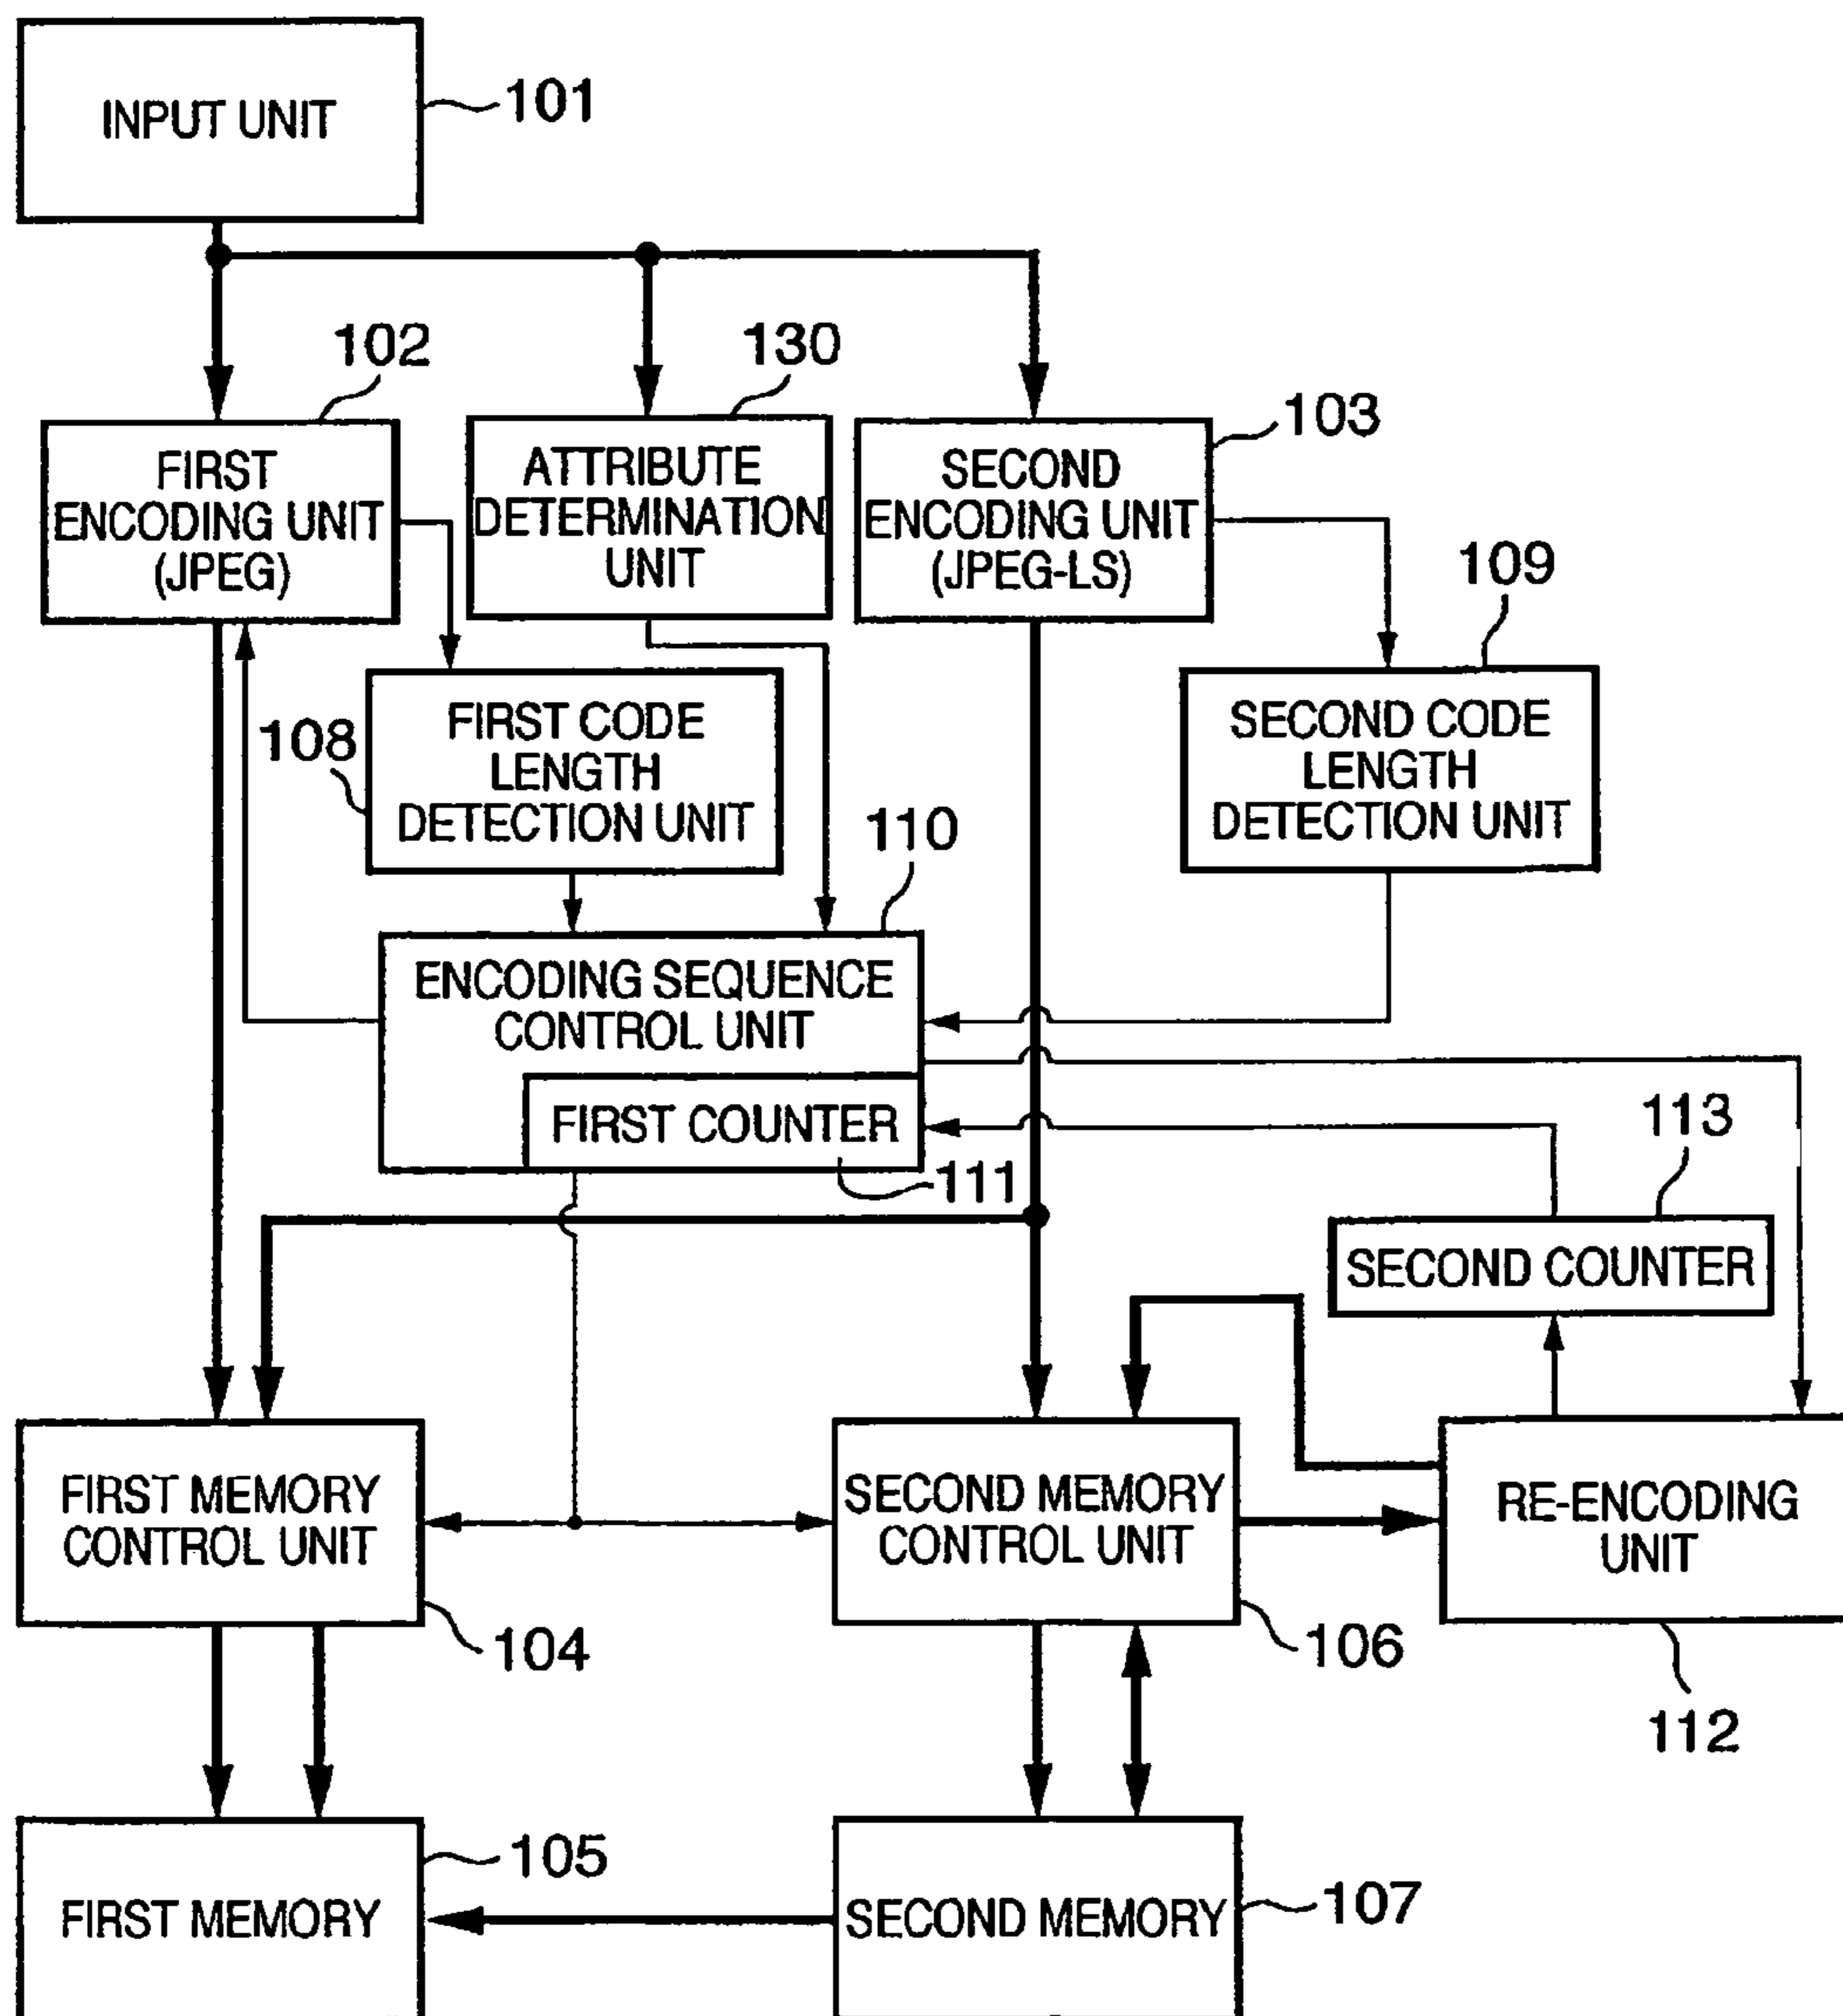 INPUT UNIT
101
102
130
103
FIRST
ENCODING UNIT
(JPEG)
ATTRIBUTE
DETERMINATION
UNIT
SECOND
ENCODING UNIT
(JPEG-LS)
109
108
FIRST CODE
LENGTH
DETECTION UNIT
SECOND CODE
LENGTH
DETECTION UNIT
110
ENCODING SEQUENCE
CONTROL UNIT
FIRST COUNTER
111
113
SECOND COUNTER
FIRST MEMORY
CONTROL UNIT
104
SECOND MEMORY
CONTROL UNIT
106
RE-ENCODING
UNIT
112
105
FIRST MEMORY
SECOND MEMORY
107